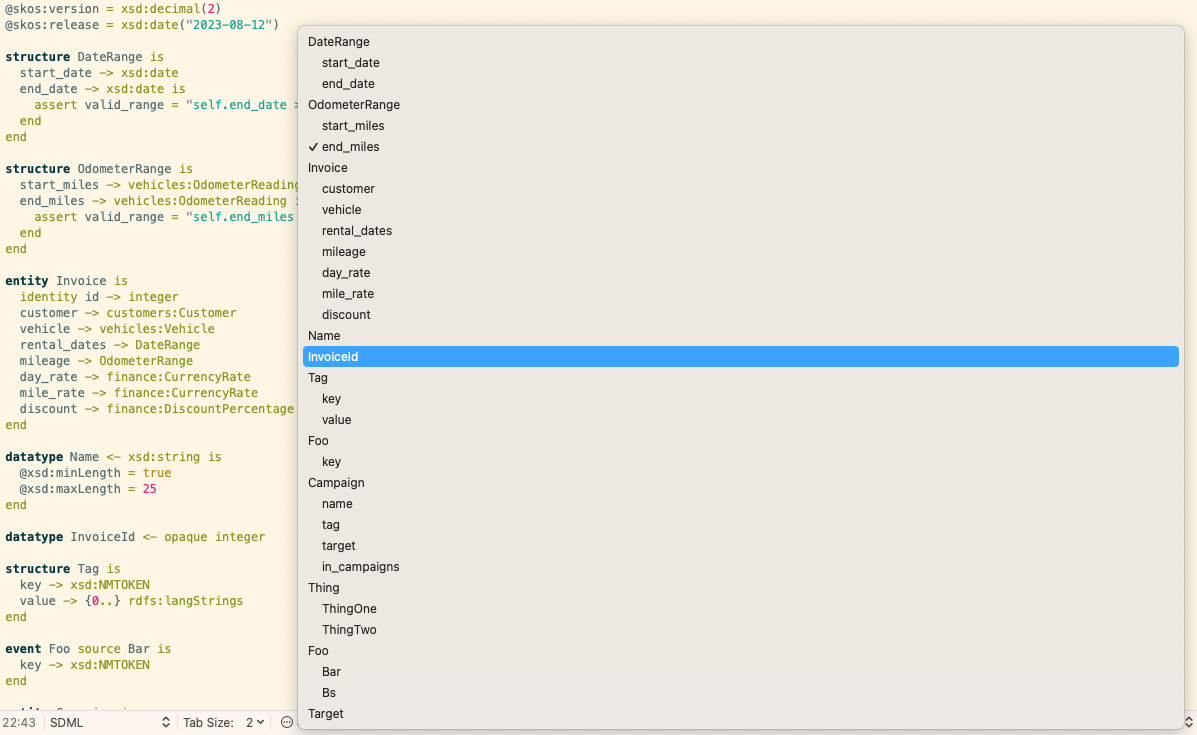 @skos:version = xsd:decimal(2)
@skos:release = xsd:date("2023-08-12")
structure DateRange is
start_date -> xsd:date
end_date -> xsd:date is
assert valid_range = "self.end_date >
end
end
structure OdometerRange is
start_miles -> vehicles:OdometerReading
end_miles -> vehicles:OdometerReading i
assert valid_range = "self.end_miles
end
end
entity Invoice is
identity id -> integer
customer -> customers:Customer
vehicle -> vehicles:Vehicle
rental_dates -> DateRange
mileage -> OdometerRange
day_rate -> finance:CurrencyRate
mile_rate -> finance:CurrencyRate
discount -> finance:DiscountPercentage
end
datatype Name <- xsd:string is
@xsd:minLength = true
@xsd:maxLength = 25
end
datatype InvoiceId <- opaque integer
structure Tag is
key -> xsd:NMTOKEN
value -> {0..} rdfs:langStrings
end
event Foo source Bar is
key -> xsd:NMTOKEN
end
22:43 SDML Tab Size: 2
DateRange
start_date
end_date
OdometerRange
start_miles
✓ end_miles
Invoice
customer
vehicle
rental_dates
mileage
day_rate
mile_rate
discount
Name
InvoiceId
Tag
key
value
Foo
key
Campaign
name
tag
target
in_campaigns
Thing
ThingOne
ThingTwo
Foo
Bar
Bs
Target